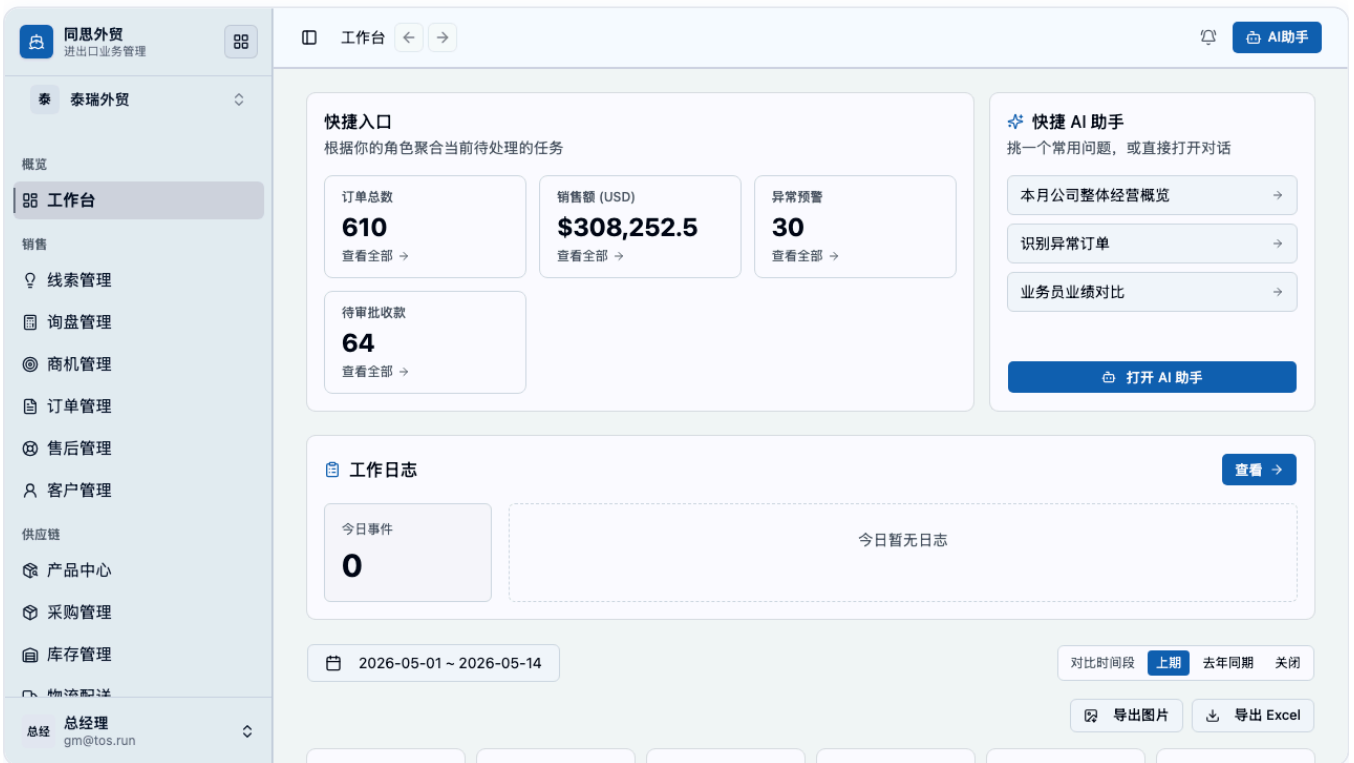 同思外贸
进出口业务管理
泰 泰瑞外贸
概览
工作台
销售
线索管理
询盘管理
商机管理
订单管理
售后管理
客户管理
供应链
产品中心
采购管理
库存管理
物流配送
总经 总经理
gm@tos.run
工作台
AI助手
快捷入口
根据你的角色聚合当前待处理的任务
订单总数
610
查看全部 →
销售额 (USD)
$308,252.5
查看全部 →
异常预警
30
查看全部 →
待审批收款
64
查看全部 →
快捷 AI 助手
挑一个常用问题，或直接打开对话
本月公司整体经营概览 →
识别异常订单 →
业务员业绩对比 →
打开 AI 助手
工作日志
查看 →
今日事件
0
今日暂无日志
2026-05-01 ~ 2026-05-14
对比时间段 上期 去年同期 关闭
导出图片 导出 Excel